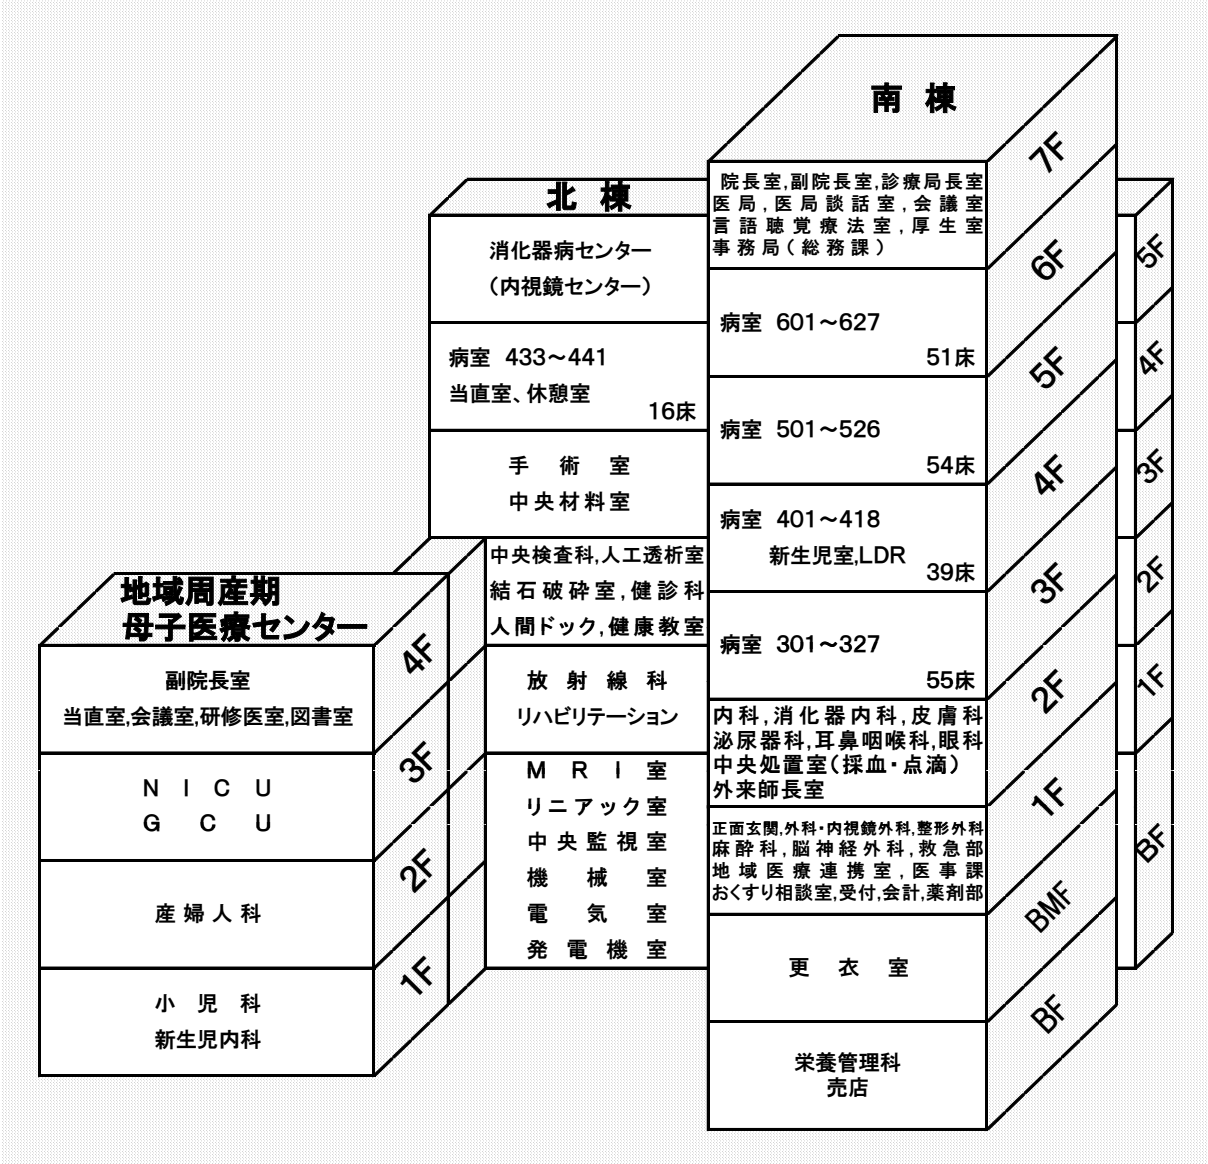 南棟
7F
院長室,副院長室,診療局長室
医局,医局談話室,会議室
言語聴覚療法室,厚生室
事務局(総務課)
6F
病室 601～627
51床
5F
病室 501～526
54床
4F
病室 401～418
新生児室,LDR
39床
3F
病室 301～327
55床
2F
内科,消化器内科,皮膚科
泌尿器科,耳鼻咽喉科,眼科
中央処置室(採血・点滴)
外来師長室
1F
正面玄関,外科・内視鏡外科,整形外科
麻酔科,脳神経外科,救急部
地域医療連携室,医事課
おくすり相談室,受付,会計,薬剤部
BMF
更衣室
BF
栄養管理科
売店
北棟
5F
消化器病センター
(内視鏡センター)
4F
病室 433～441
当直室、休憩室
16床
3F
手術室
中央材料室
2F
中央検査科,人工透析室
結石破砕室,健診科
人間ドック,健康教室
1F
放射線科
リハビリテーション
BF
MRI室
リニアック室
中央監視室
機械室
電気室
発電機室
地域周産期
母子医療センター
4F
副院長室
当直室,会議室,研修医室,図書室
3F
NICU
GCU
2F
産婦人科
1F
小児科
新生児内科